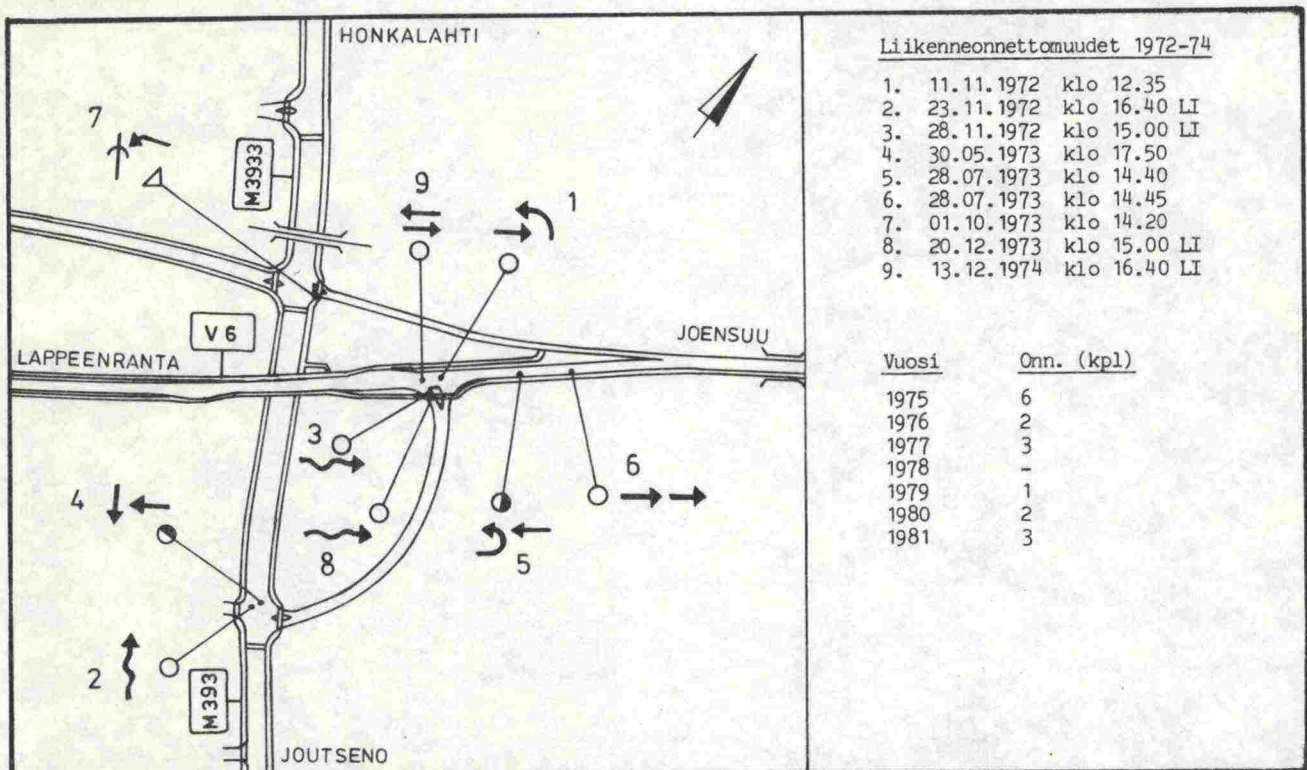 HONKALAHTI
7
M3933
9
1
V 6
LAPPEENRANTA
JOENSUU
3
6
4
8
5
2
M393
JOUTSENO
Liikenneonnettomuudet 1972-74
1. 11.11.1972 klo 12.35
2. 23.11.1972 klo 16.40 LI
3. 28.11.1972 klo 15.00 LI
4. 30.05.1973 klo 17.50
5. 28.07.1973 klo 14.40
6. 28.07.1973 klo 14.45
7. 01.10.1973 klo 14.20
8. 20.12.1973 klo 15.00 LI
9. 13.12.1974 klo 16.40 LI
Vuosi Onn. (kpl)
1975 6
1976 2
1977 3
1978 -
1979 1
1980 2
1981 3